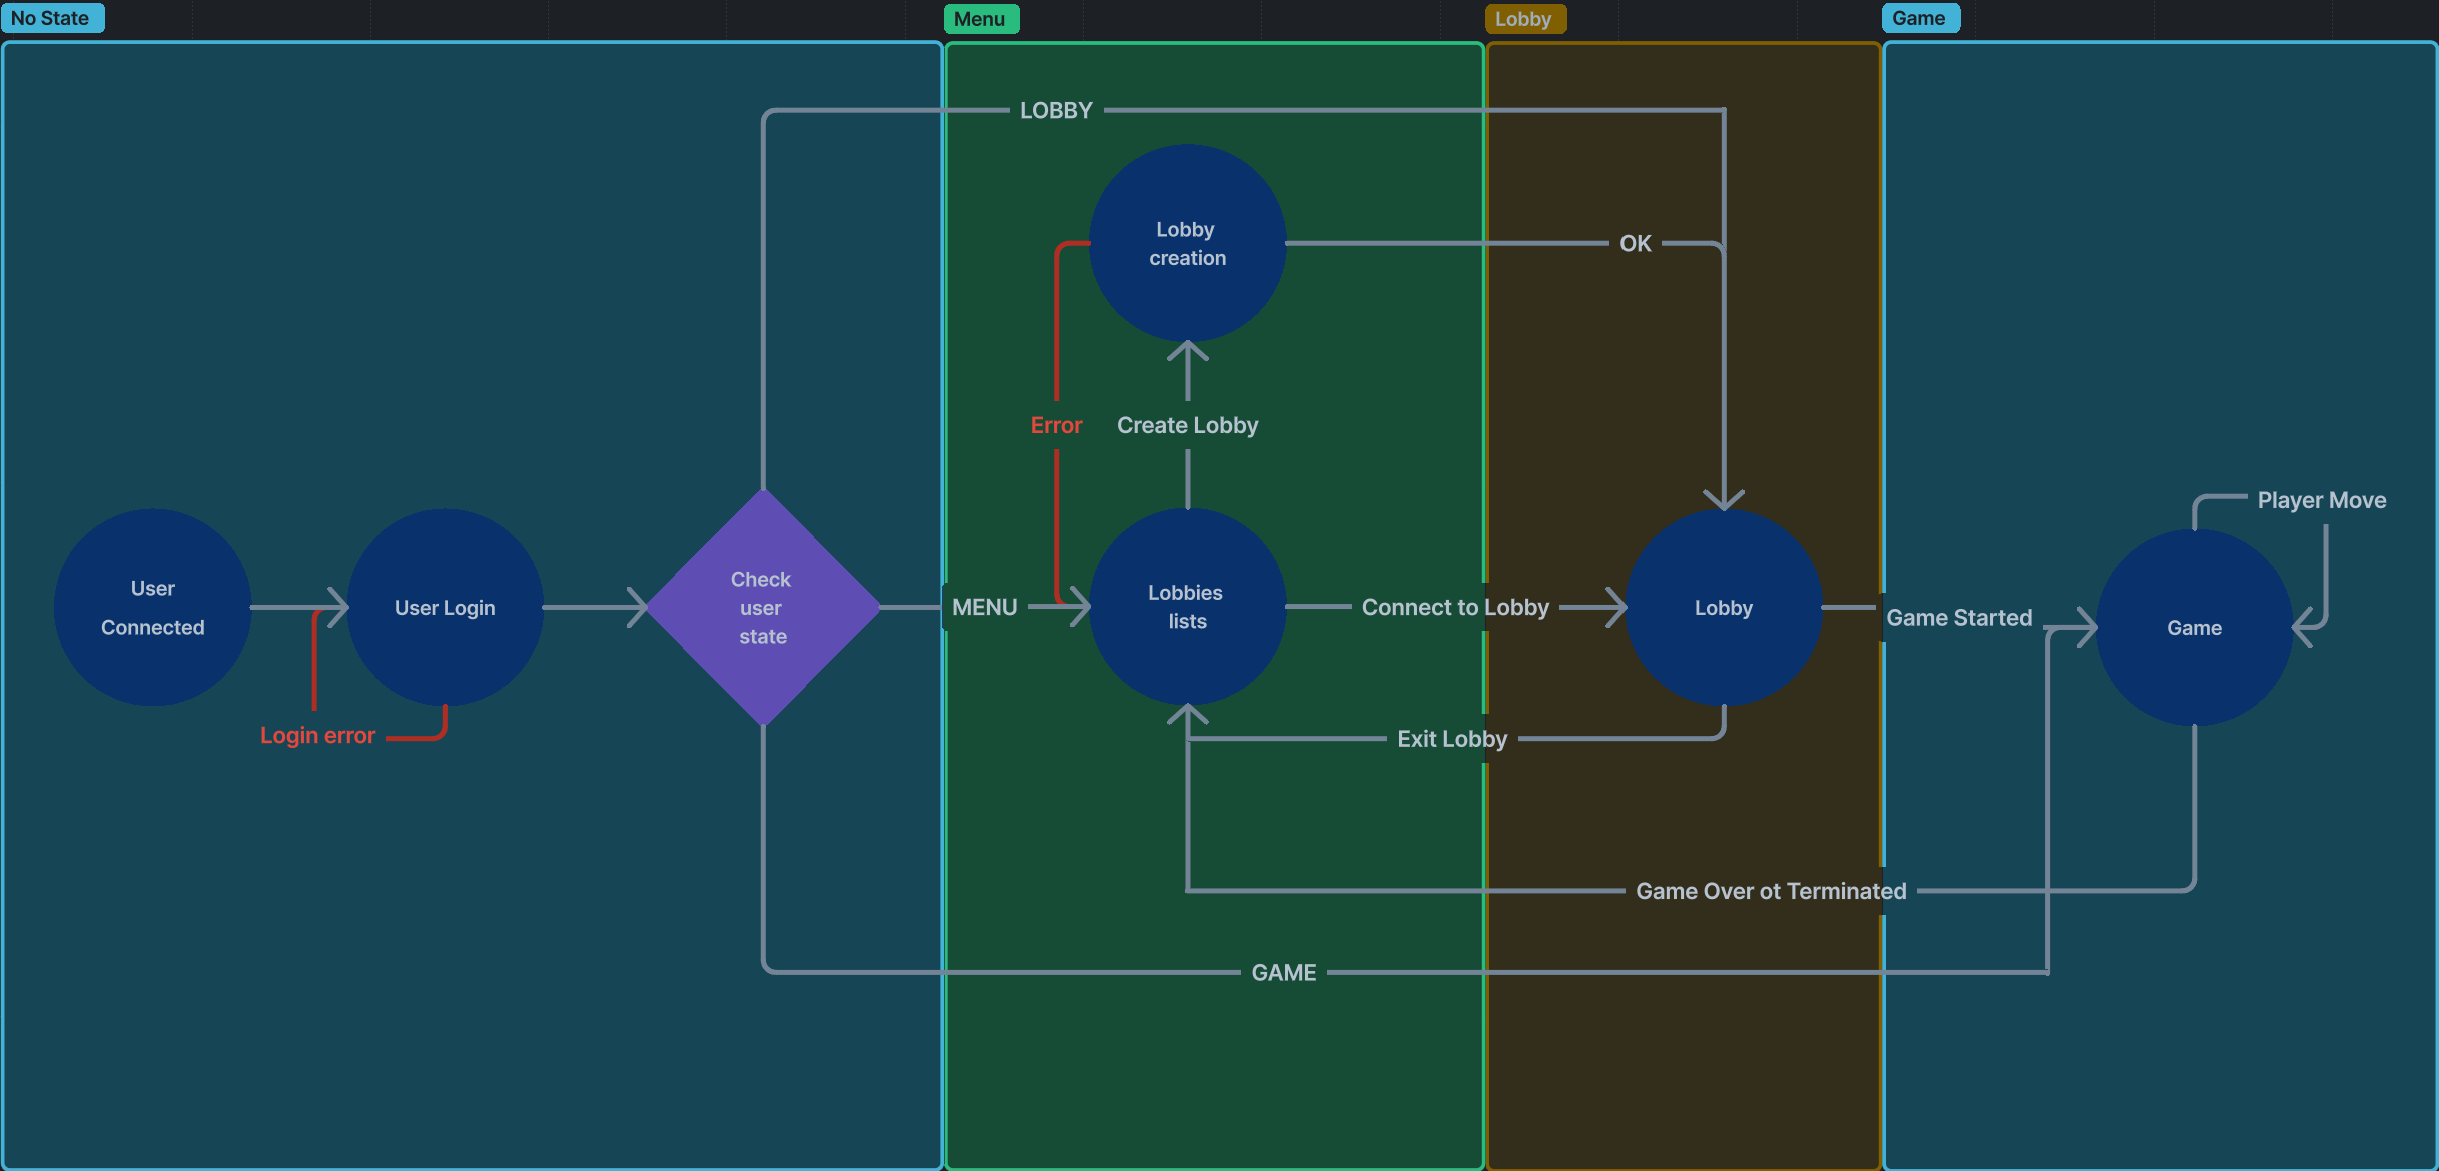 No State
Menu
Lobby
Game
LOBBY
Lobby
creation
OK
Error
Create Lobby
Player Move
User
Connected
User Login
Check
user
state
MENU
Lobbies
lists
Connect to Lobby
Lobby
Game Started
Game
Login error
Exit Lobby
Game Over ot Terminated
GAME